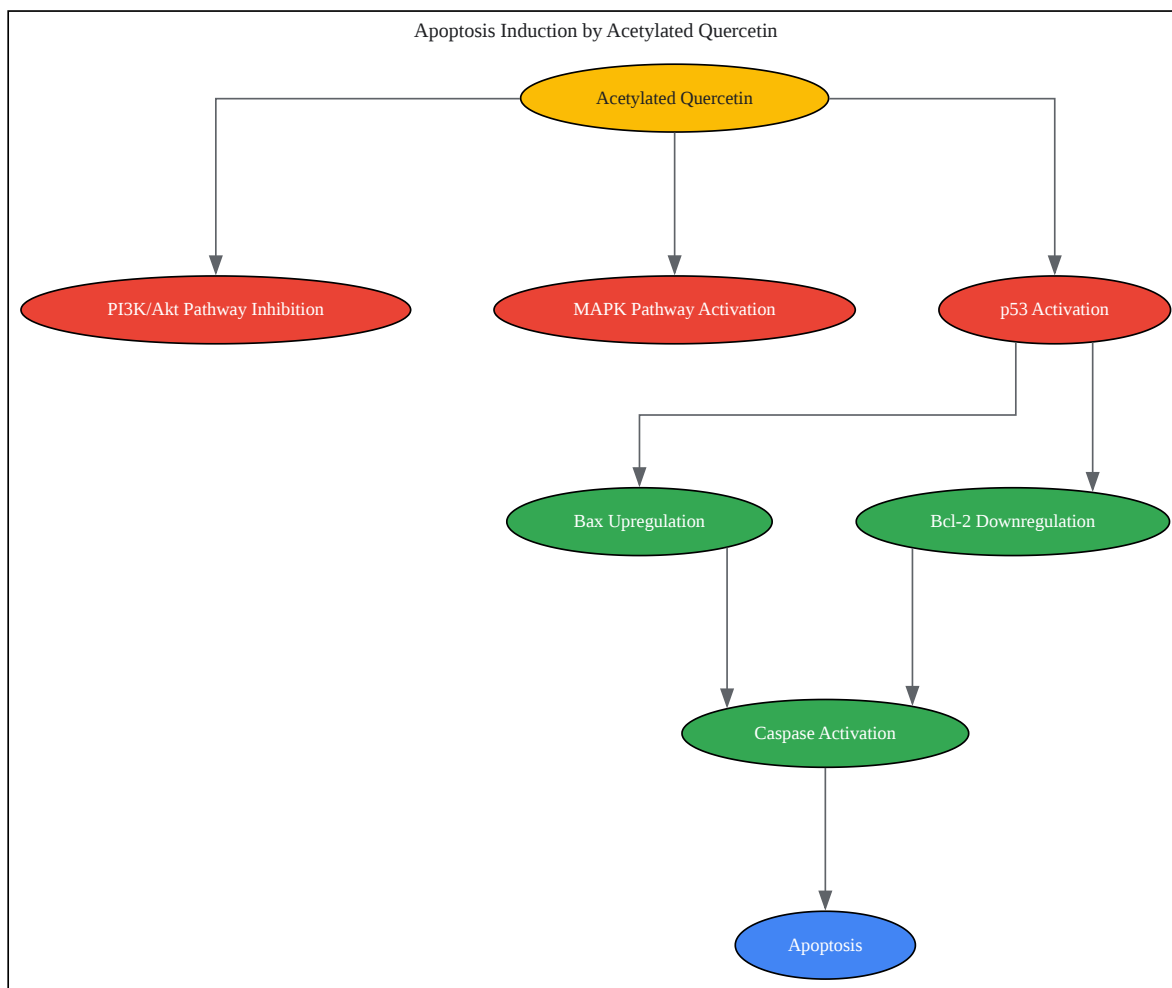 Apoptosis Induction by Acetylated Quercetin
Acetylated Quercetin
PI3K/Akt Pathway Inhibition
MAPK Pathway Activation
p53 Activation
Bax Upregulation
Bcl-2 Downregulation
Caspase Activation
Apoptosis